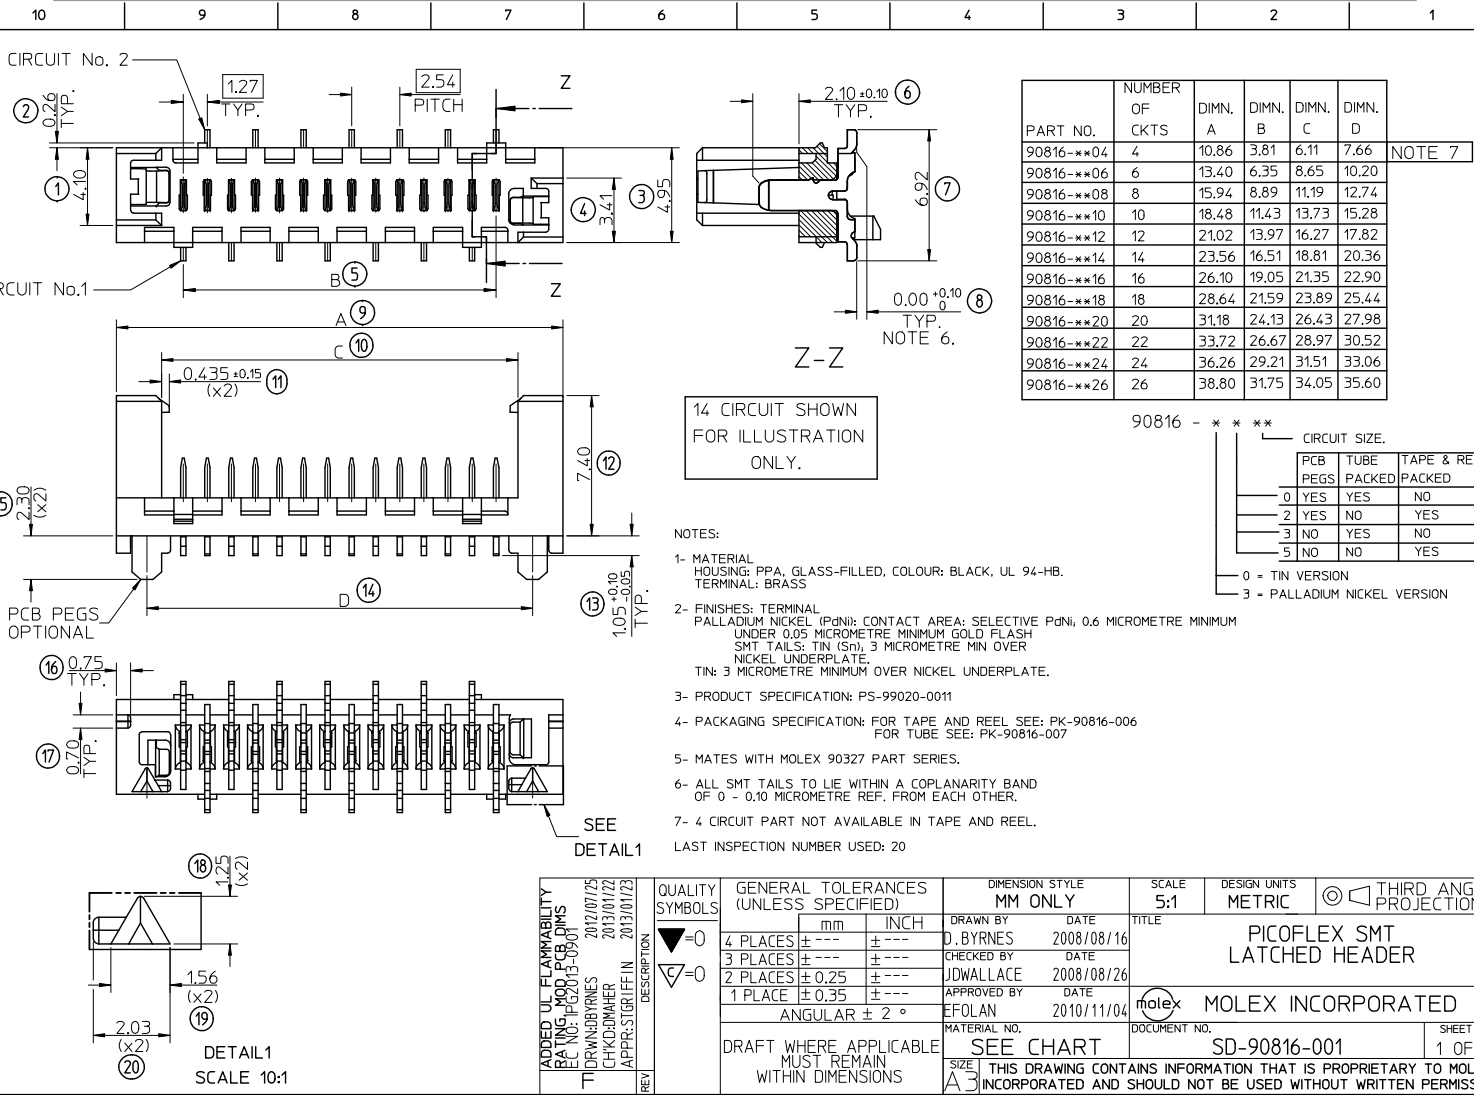 10 9 8 7 6 5 4 3 2 1
CIRCUIT No. 2
2 0.26 TYP.
1.27
TYP.
2.54
PITCH
Z
1 4.10
3 4.95
4 3.41
B 5
Z
2.10 ±0.10 6
TYP.
6.92 7
0.00 +0.10 0 8
TYP.
NOTE 6.
Z-Z
A 9
C 10
0.435 ±0.15 11
(x2)
7.40 12
2.30
(x2)
D 14
13 1.05 +0.10 -0.05 TYP.
PCB PEGS
OPTIONAL
16 0.75
TYP.
17 0.70 TYP.
SEE
DETAIL1
18 1.25 (x2)
1.56
(x2)
19
2.03
(x2)
20
DETAIL1
SCALE 10:1
14 CIRCUIT SHOWN
FOR ILLUSTRATION
ONLY.
PART NO. NUMBER OF CKTS DIMN. A DIMN. B DIMN. C DIMN. D
90816-**04 4 10.86 3.81 6.11 7.66 NOTE 7
90816-**06 6 13.40 6.35 8.65 10.20
90816-**08 8 15.94 8.89 11.19 12.74
90816-**10 10 18.48 11.43 13.73 15.28
90816-**12 12 21.02 13.97 16.27 17.82
90816-**14 14 23.56 16.51 18.81 20.36
90816-**16 16 26.10 19.05 21.35 22.90
90816-**18 18 28.64 21.59 23.89 25.44
90816-**20 20 31.18 24.13 26.43 27.98
90816-**22 22 33.72 26.67 28.97 30.52
90816-**24 24 36.26 29.21 31.51 33.06
90816-**26 26 38.80 31.75 34.05 35.60
90816 - * * **
CIRCUIT SIZE.
PCB PEGS TUBE PACKED TAPE & RE PACKED
0 YES YES NO
2 YES NO YES
3 NO YES NO
5 NO NO YES
0 = TIN VERSION
3 = PALLADIUM NICKEL VERSION
NOTES:
1- MATERIAL
HOUSING: PPA, GLASS-FILLED, COLOUR: BLACK, UL 94-HB.
TERMINAL: BRASS
2- FINISHES: TERMINAL
PALLADIUM NICKEL (PdNi): CONTACT AREA: SELECTIVE PdNi; 0.6 MICROMETRE MINIMUM
UNDER 0.05 MICROMETRE MINIMUM GOLD FLASH
SMT TAILS: TIN (Sn), 3 MICROMETRE MIN OVER
NICKEL UNDERPLATE.
TIN: 3 MICROMETRE MINIMUM OVER NICKEL UNDERPLATE.
3- PRODUCT SPECIFICATION: PS-99020-0011
4- PACKAGING SPECIFICATION: FOR TAPE AND REEL SEE: PK-90816-006
FOR TUBE SEE: PK-90816-007
5- MATES WITH MOLEX 90327 PART SERIES.
6- ALL SMT TAILS TO LIE WITHIN A COPLANARITY BAND
OF 0 - 0.10 MICROMETRE REF. FROM EACH OTHER.
7- 4 CIRCUIT PART NOT AVAILABLE IN TAPE AND REEL.
LAST INSPECTION NUMBER USED: 20
ADDED UL FLAMMABILITY
RATING, MOD PCB DIMS
EC NO: IPG2013-0901
DRWN:DBYRNES 2012/07/25
CH'KD:DMAHER 2013/01/22
APPR:STGRIFFIN 2013/01/23
F
REV DESCRIPTION
QUALITY
SYMBOLS
=0
C =0
GENERAL TOLERANCES
(UNLESS SPECIFIED)
mm INCH
4 PLACES ± --- ± ---
3 PLACES ± --- ± ---
2 PLACES ± 0.25 ± ---
1 PLACE ± 0.35 ± ---
ANGULAR ± 2 °
DRAFT WHERE APPLICABLE
MUST REMAIN
WITHIN DIMENSIONS
DIMENSION STYLE
MM ONLY
SCALE
5:1
DESIGN UNITS
METRIC
THIRD ANG
PROJECTION
DRAWN BY DATE
D.BYRNES 2008/08/16
CHECKED BY DATE
JDWALLACE 2008/08/26
APPROVED BY DATE
EFOLAN 2010/11/04
TITLE
PICOFLEX SMT
LATCHED HEADER
molex MOLEX INCORPORATED
MATERIAL NO.
SEE CHART
DOCUMENT NO.
SD-90816-001
SHEET
1 OF
SIZE
A3
THIS DRAWING CONTAINS INFORMATION THAT IS PROPRIETARY TO MOL
INCORPORATED AND SHOULD NOT BE USED WITHOUT WRITTEN PERMISS